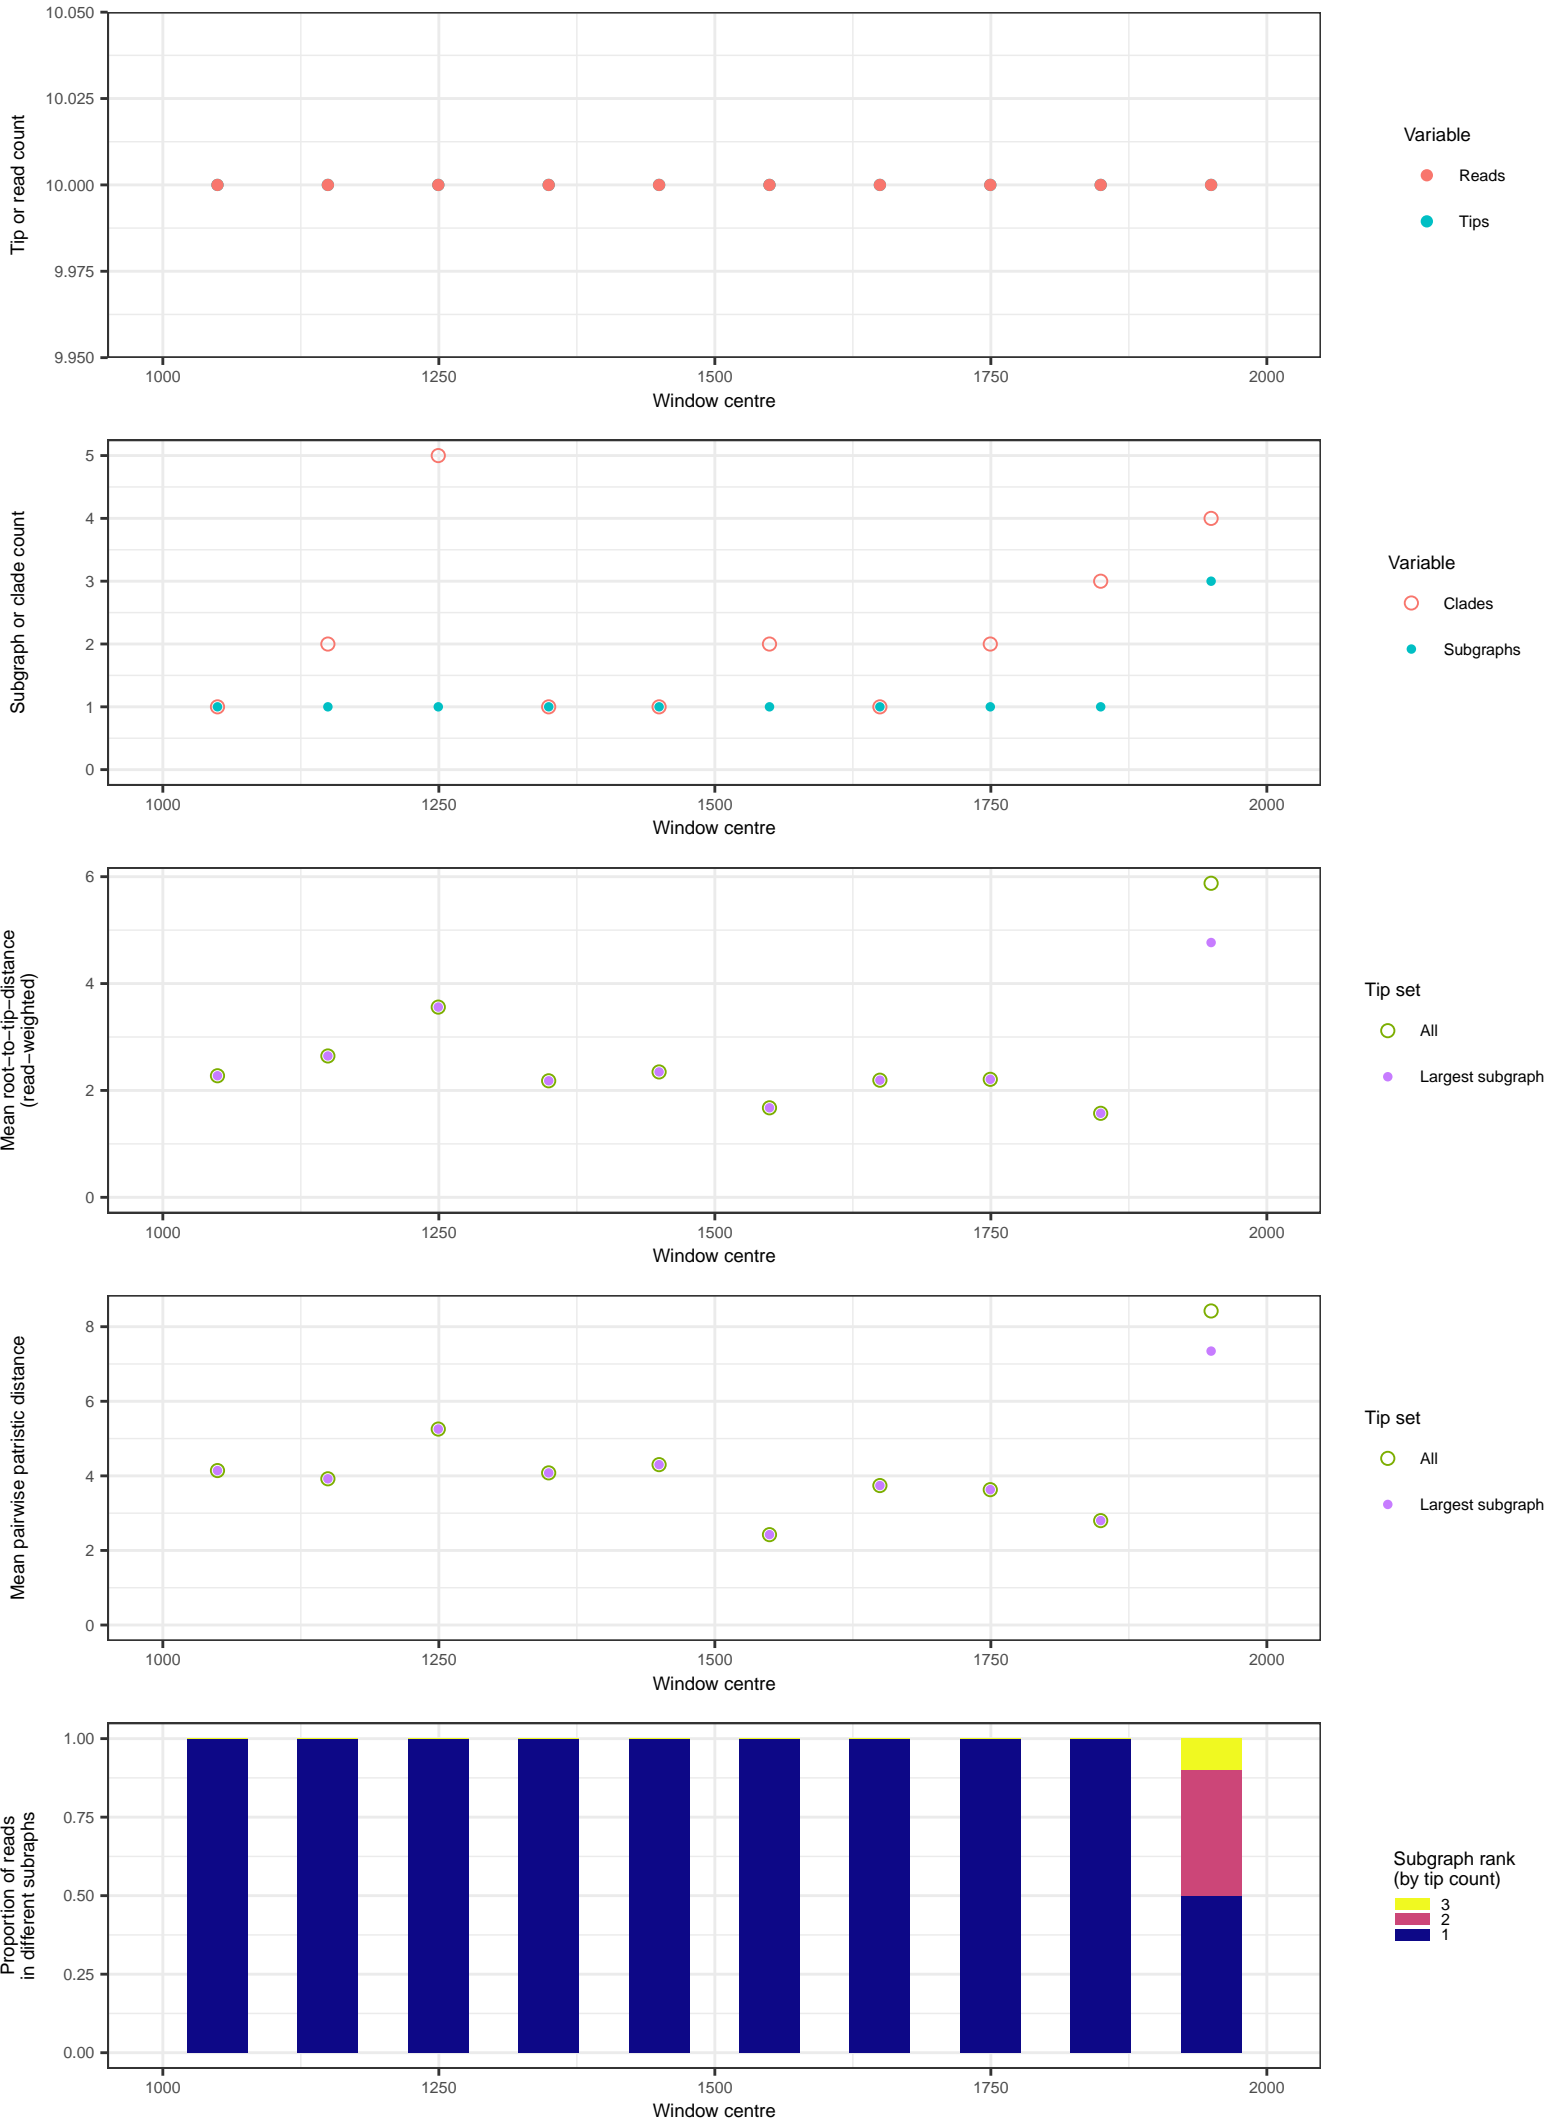 10.050
10.025
10.000
9.975
9.950
Tip or read count
1000 1250 1500 1750 2000
Window centre
Variable
Reads
Tips
5
4
3
2
1
0
Subgraph or clade count
1000 1250 1500 1750 2000
Window centre
Variable
Clades
Subgraphs
6
4
2
0
Mean root−to−tip−distance
(read−weighted)
1000 1250 1500 1750 2000
Window centre
Tip set
All
Largest subgraph
8
6
4
2
0
Mean pairwise patristic distance
1000 1250 1500 1750 2000
Window centre
Tip set
All
Largest subgraph
1.00
0.75
0.50
0.25
0.00
Proportion of reads
in different subraphs
1000 1250 1500 1750 2000
Window centre
Subgraph rank
(by tip count)
3
2
1